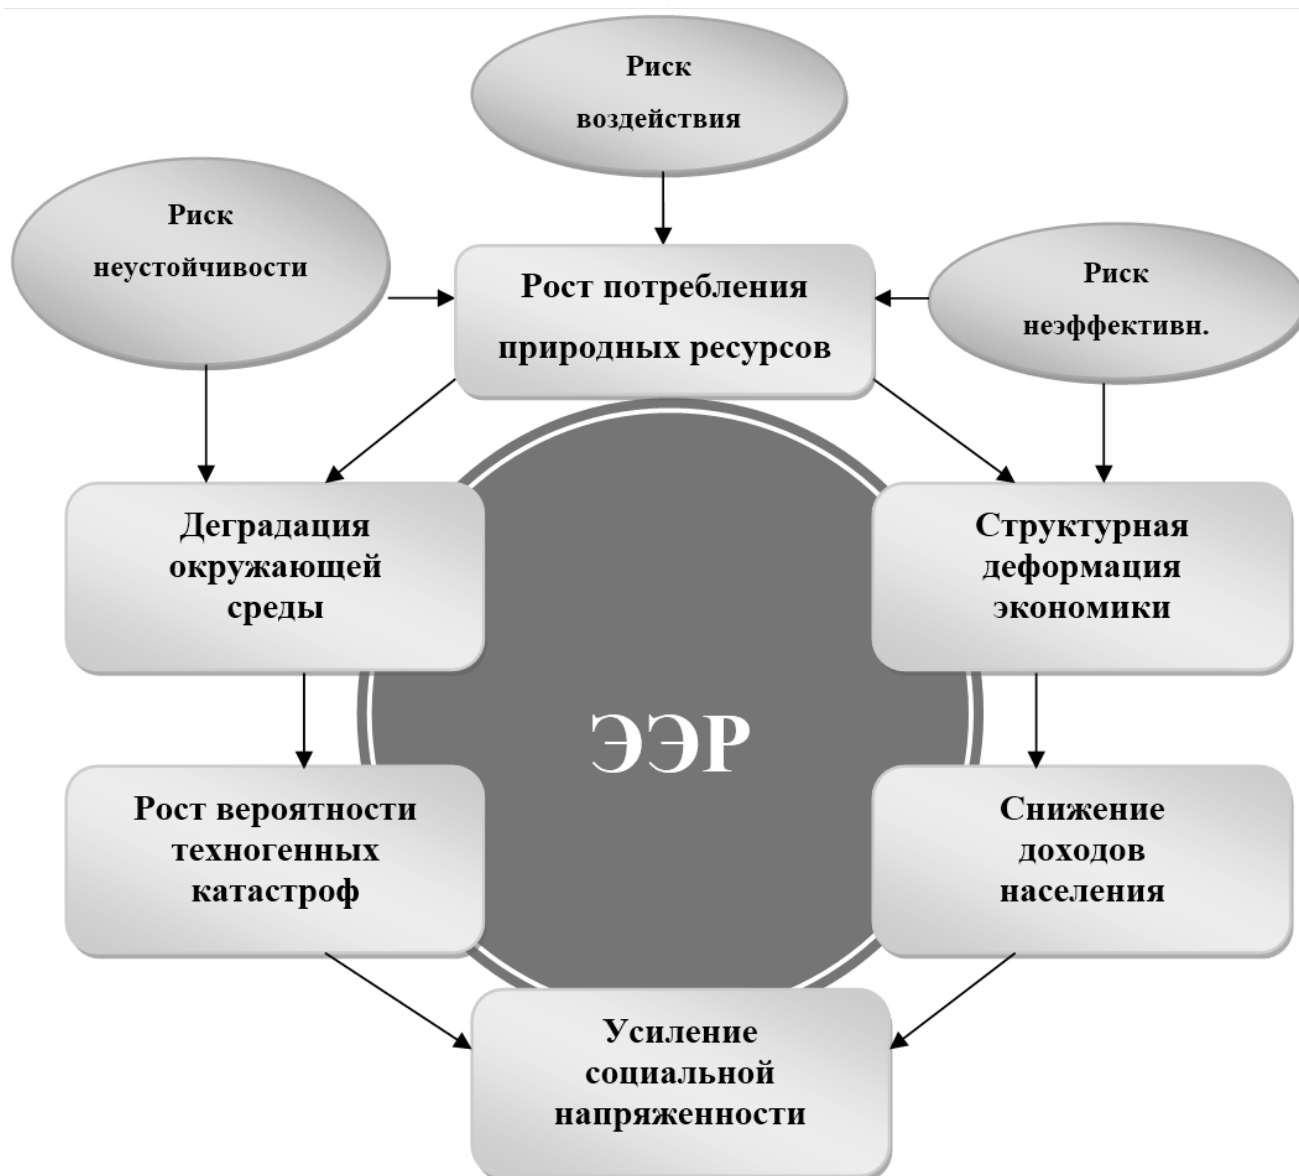 Риск
воздействия
Риск
неустойчивости
Риск
неэффективн.
Рост потребления
природных ресурсов
Деградация
окружающей
среды
Структурная
деформация
экономики
ЭЭР
Рост вероятности
техногенных
катастроф
Снижение
доходов
населения
Усиление
социальной
напряженности